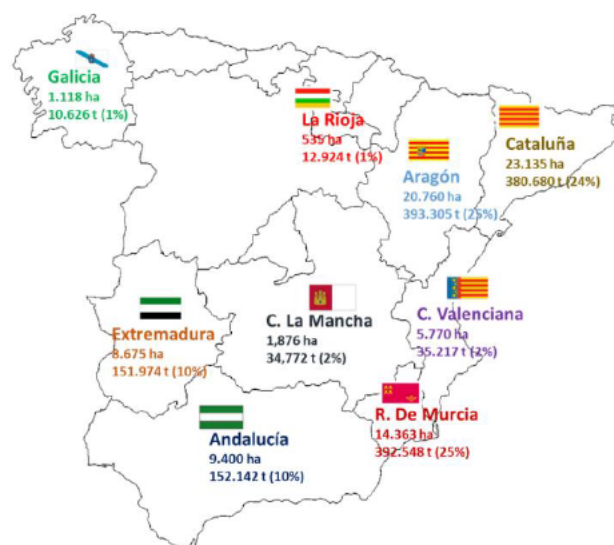 Galicia
1.118 ha
10.626 t (1%)
La Rioja
535 ha
12.924 t (1%)
Cataluña
23.135 ha
380.680 t (24%)
Aragón
20.760 ha
393.305 t (25%)
Extremadura
8.675 ha
151.974 t (10%)
C. La Mancha
1,876 ha
34,772 t (2%)
C. Valenciana
5.770 ha
35.217 t (2%)
R. De Murcia
14.363 ha
392.548 t (25%)
Andalucía
9.400 ha
152.142 t (10%)